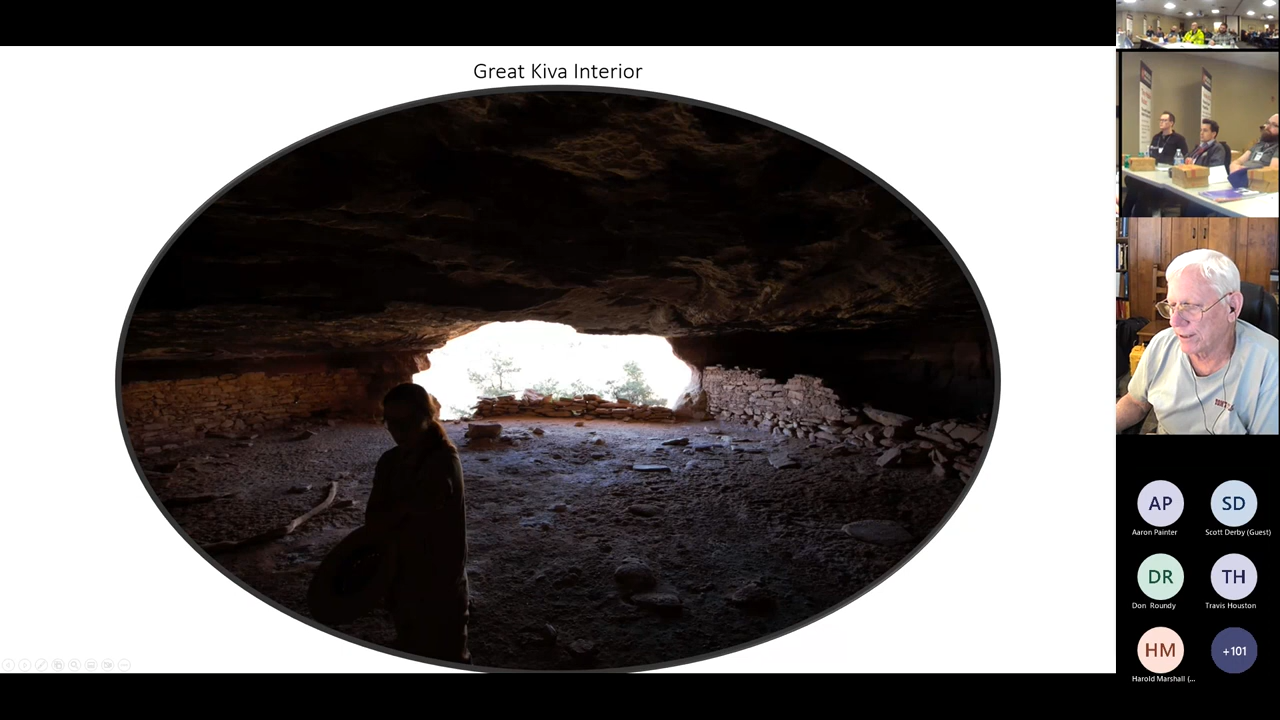 Great Kiva Interior
AP
SD
Aaron Painter
Scott Derby (Guest)
DR
TH
Don Roundy
Travis Houston
HM
+101
Harold Marshall (...